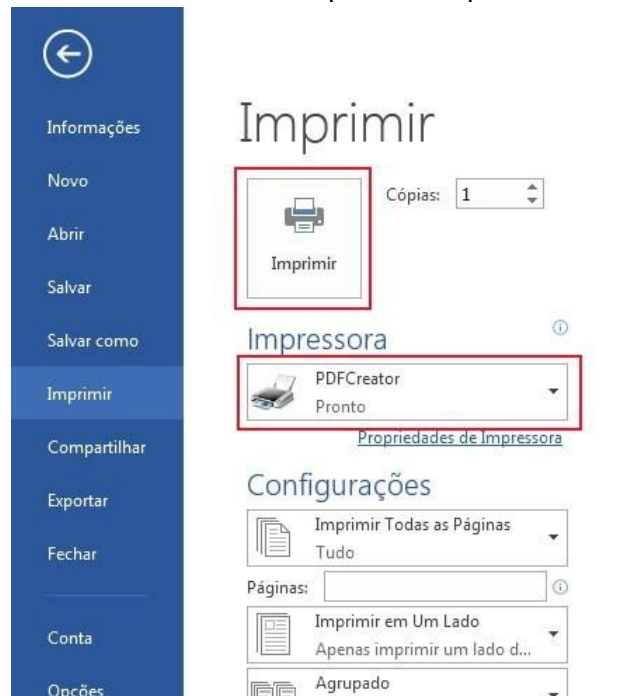 Informações
Novo
Abrir
Salvar
Salvar como
Imprimir
Compartilhar
Exportar
Fechar
Conta
Opções
Imprimir
Imprimir
Cópias: 1
Impressora
PDFCreator
Pronto
Propriedades de Impressora
Configurações
Imprimir Todas as Páginas
Tudo
Páginas:
Imprimir em Um Lado
Apenas imprimir um lado d...
Agrupado